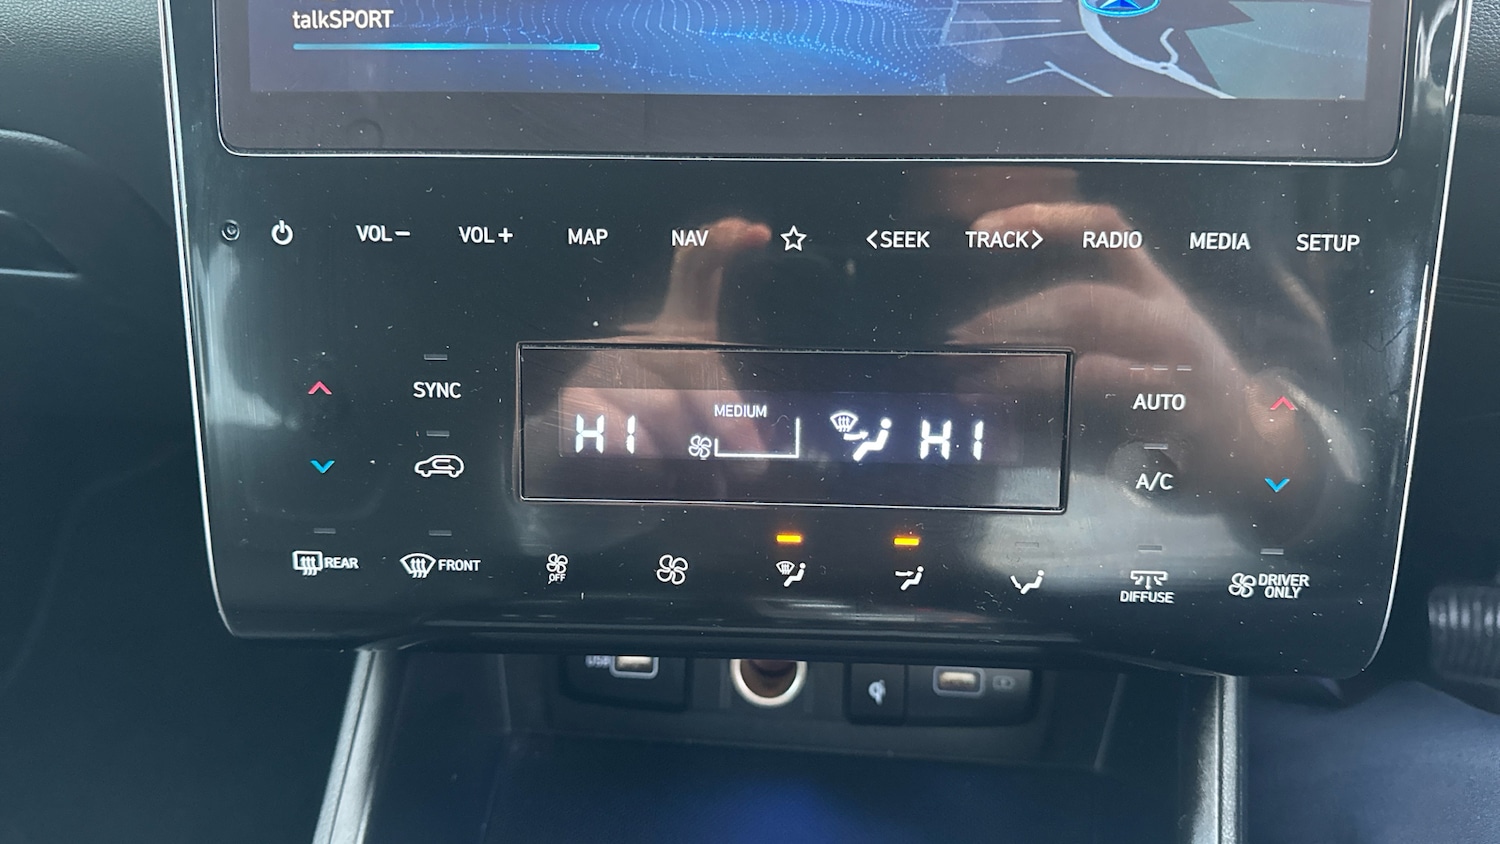 talkSPORT
VOL− VOL+ MAP NAV <SEEK TRACK> RADIO MEDIA SETUP
SYNC
AUTO
MEDIUM
HI HI
A/C
REAR FRONT OFF DIFFUSE DRIVER ONLY
USB